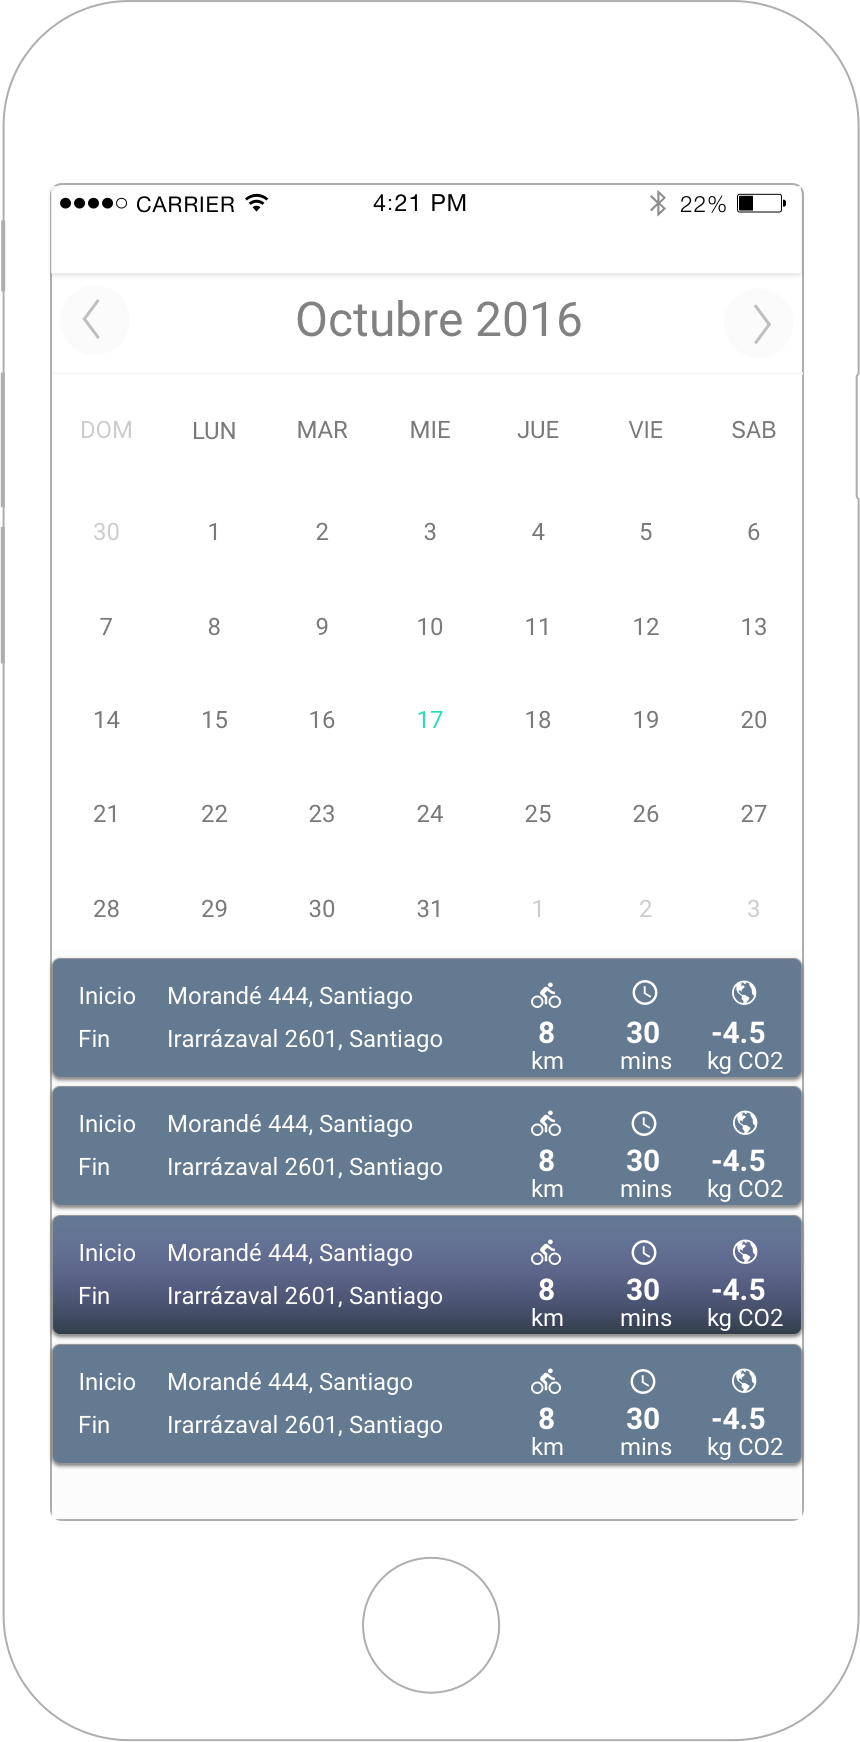 CARRIER 4:21 PM 22%
Octubre 2016
DOM LUN MAR MIE JUE VIE SAB
30 1 2 3 4 5 6
7 8 9 10 11 12 13
14 15 16 17 18 19 20
21 22 23 24 25 26 27
28 29 30 31 1 2 3
Inicio Morandé 444, Santiago
Fin Irarrázaval 2601, Santiago
8 30 -4.5
km mins kg CO2
Inicio Morandé 444, Santiago
Fin Irarrázaval 2601, Santiago
8 30 -4.5
km mins kg CO2
Inicio Morandé 444, Santiago
Fin Irarrázaval 2601, Santiago
8 30 -4.5
km mins kg CO2
Inicio Morandé 444, Santiago
Fin Irarrázaval 2601, Santiago
8 30 -4.5
km mins kg CO2